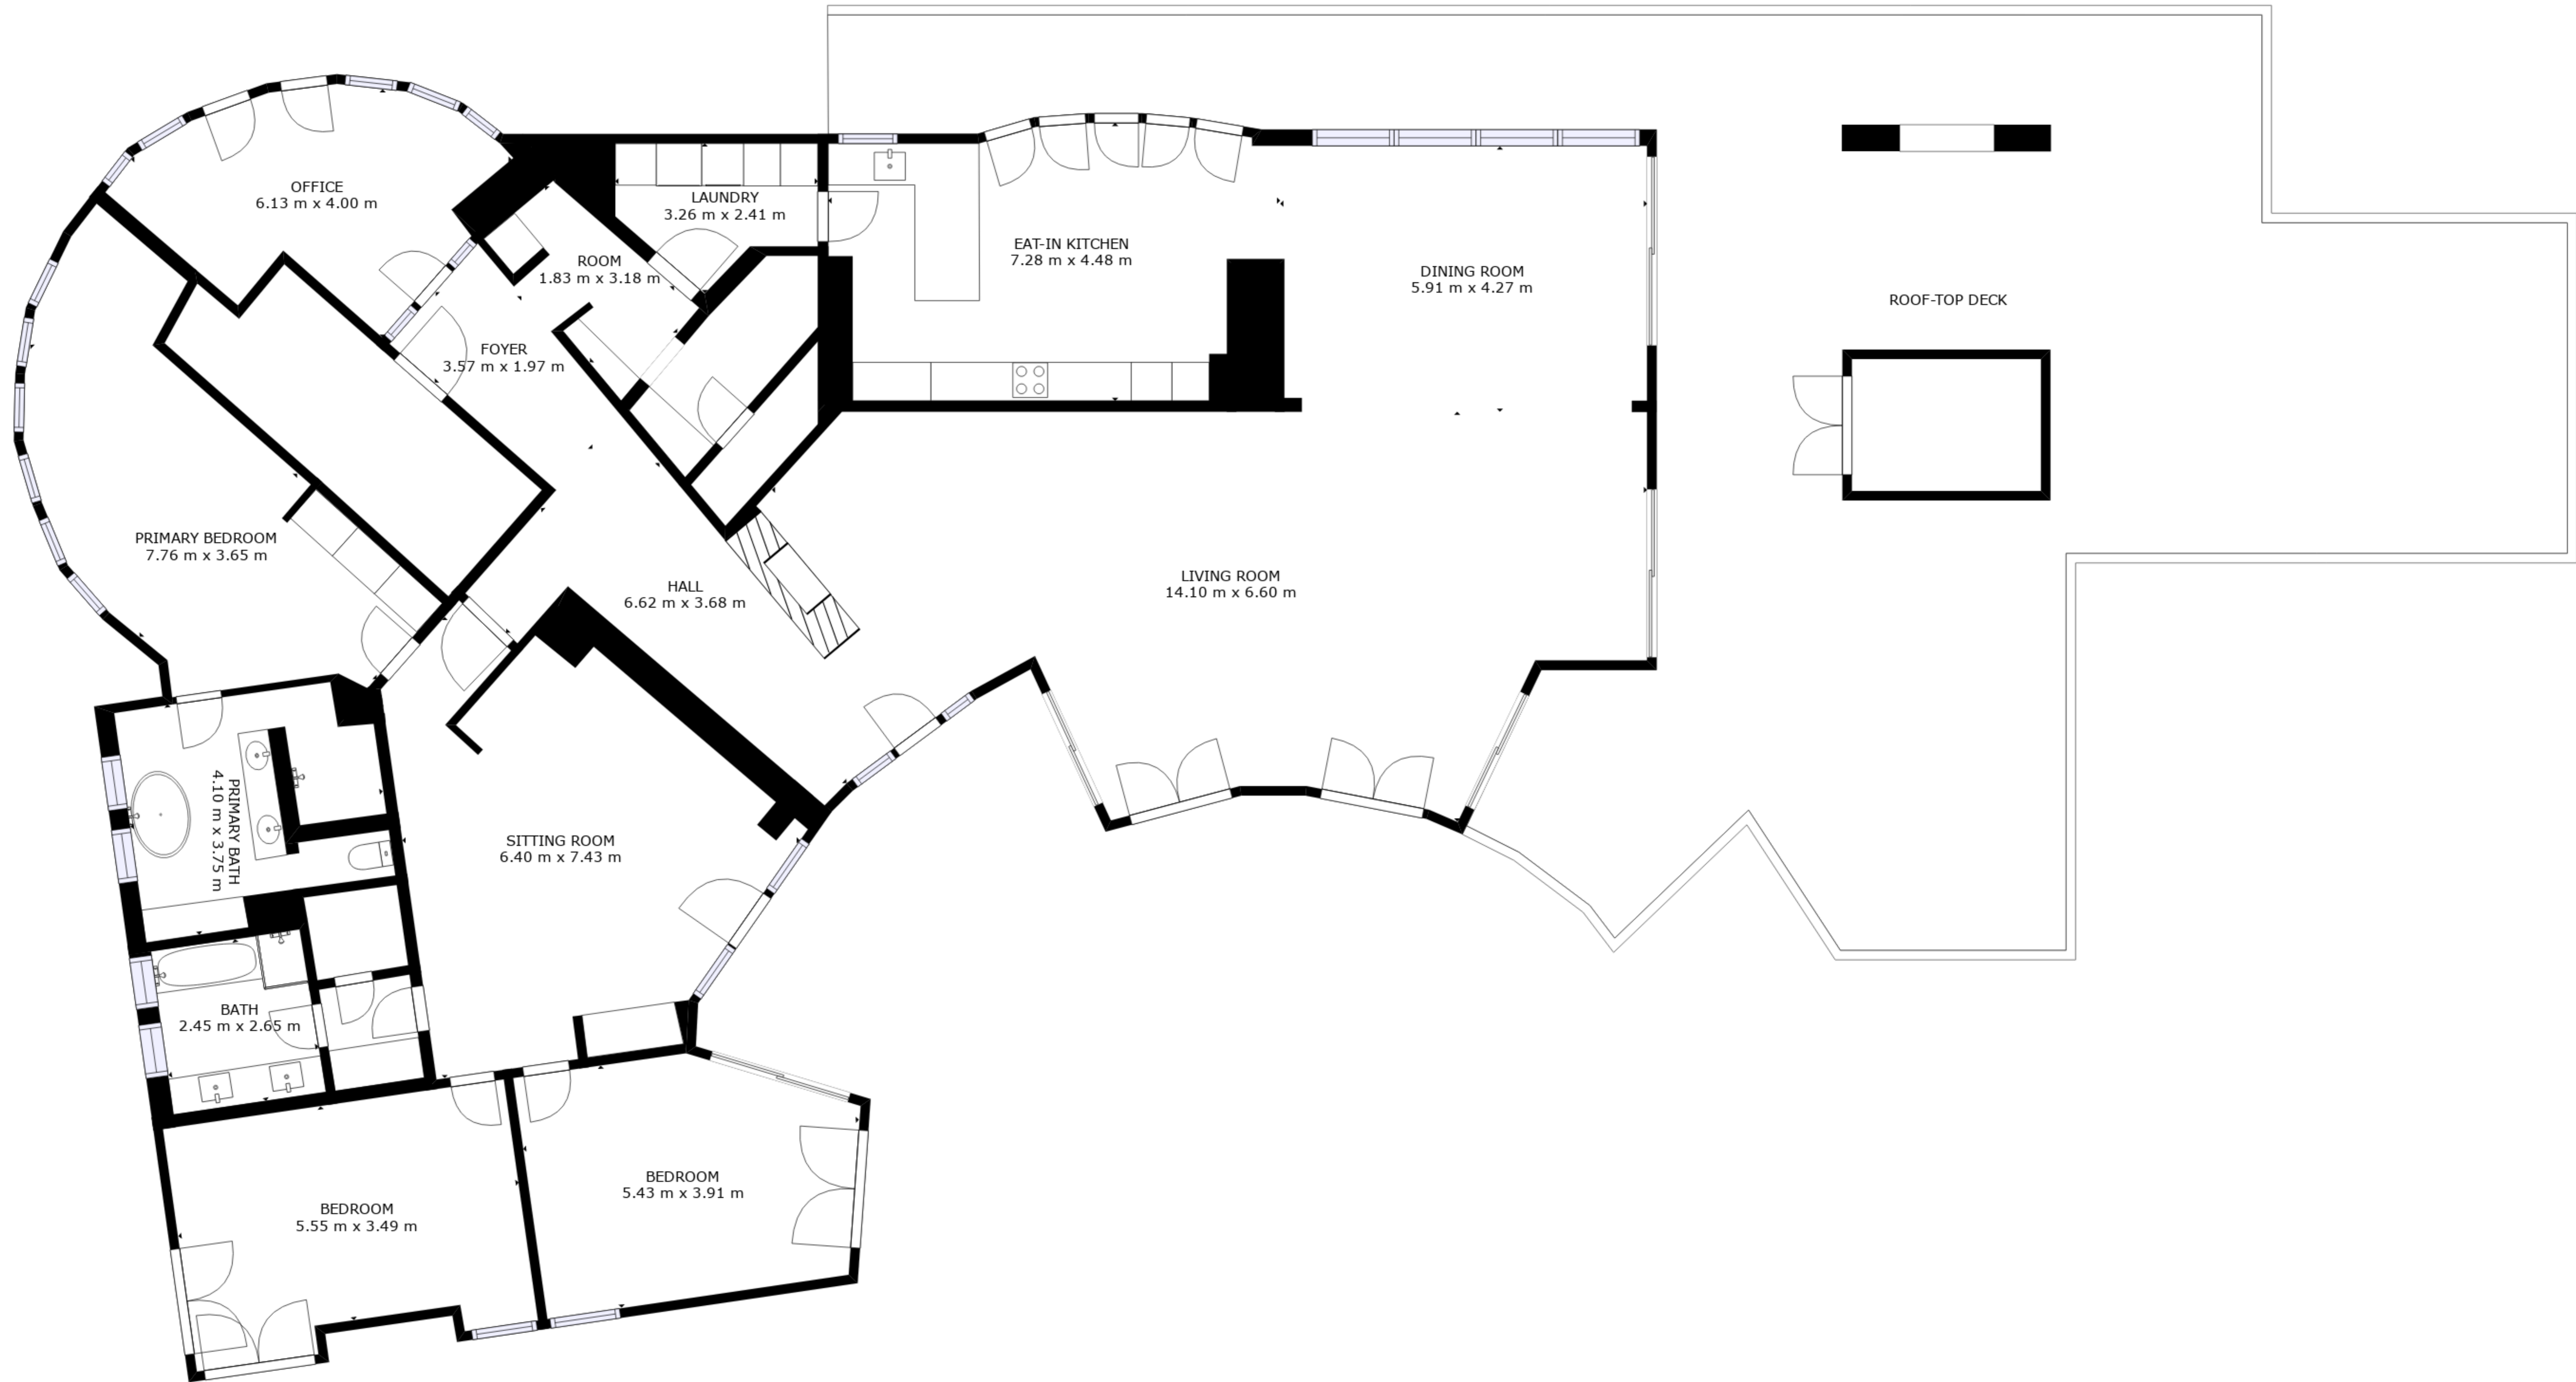 OFFICE
6.13 m x 4.00 m
LAUNDRY
3.26 m x 2.41 m
ROOM
1.83 m x 3.18 m
EAT-IN KITCHEN
7.28 m x 4.48 m
DINING ROOM
5.91 m x 4.27 m
ROOF-TOP DECK
FOYER
3.57 m x 1.97 m
PRIMARY BEDROOM
7.76 m x 3.65 m
HALL
6.62 m x 3.68 m
LIVING ROOM
14.10 m x 6.60 m
PRIMARY BATH
4.10 m x 3.75 m
SITTING ROOM
6.40 m x 7.43 m
BATH
2.45 m x 2.65 m
BEDROOM
5.43 m x 3.91 m
BEDROOM
5.55 m x 3.49 m